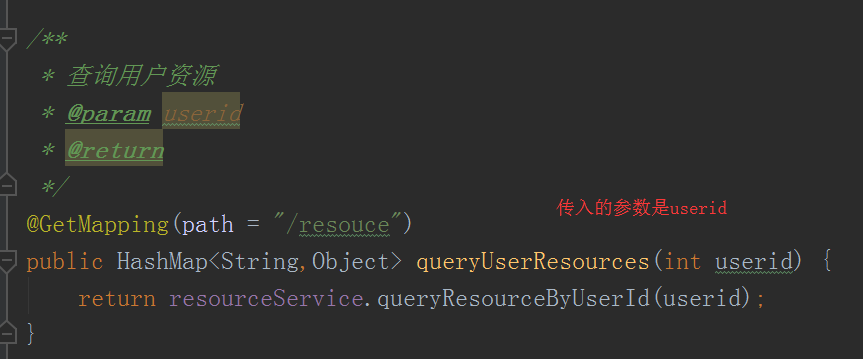 /**
* 查询用户资源
* @param userid
* @return
*/
传入的参数是userid
@GetMapping(path = "/resouce")
public HashMap<String,Object> queryUserResources(int userid) {
return resourceService.queryResourceByUserId(userid);
}